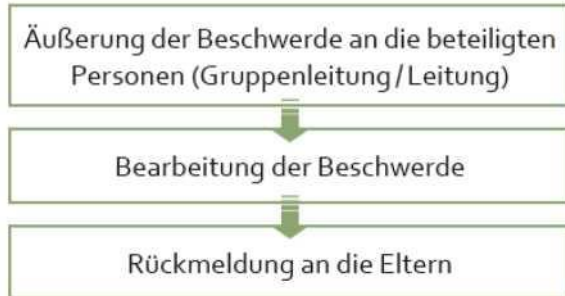 Äußerung der Beschwerde an die beteiligten
Personen (Gruppenleitung/Leitung)
Bearbeitung der Beschwerde
Rückmeldung an die Eltern